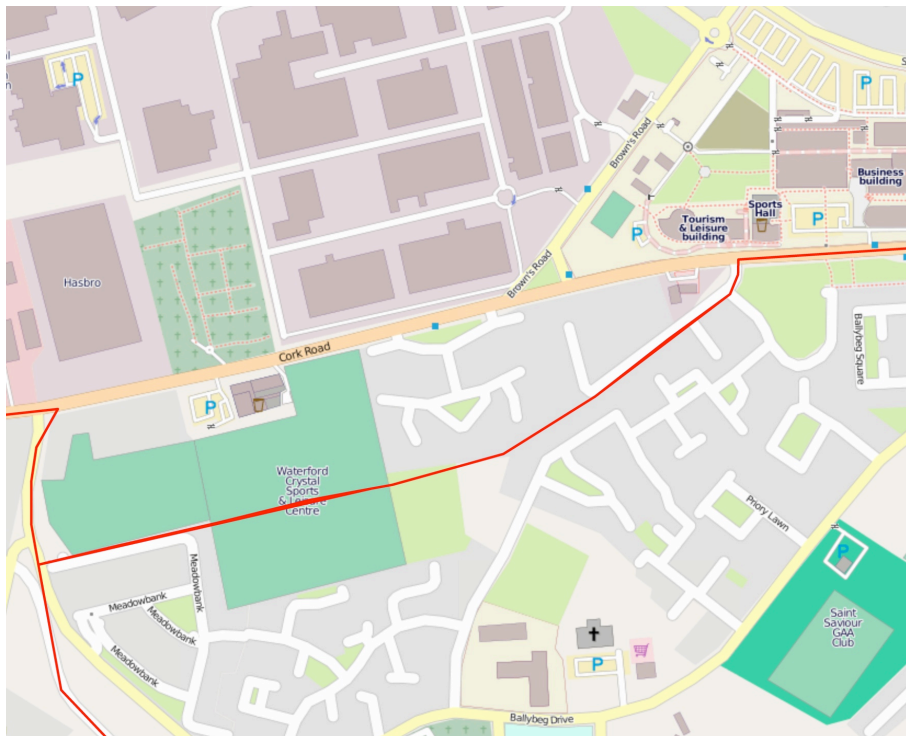 P
Brown's Road
P
Business
building
Sports
Hall
Tourism
& Leisure
building
P
P
Hasbro
Brown's Road
Cork Road
Ballybeg Square
P
Waterford
Crystal
Sports
& Leisure
Centre
Priory Lawn
P
Meadowbank
Meadowbank
Meadowbank
Meadowbank
Saint
Saviour
GAA
Club
P
Ballybeg Drive